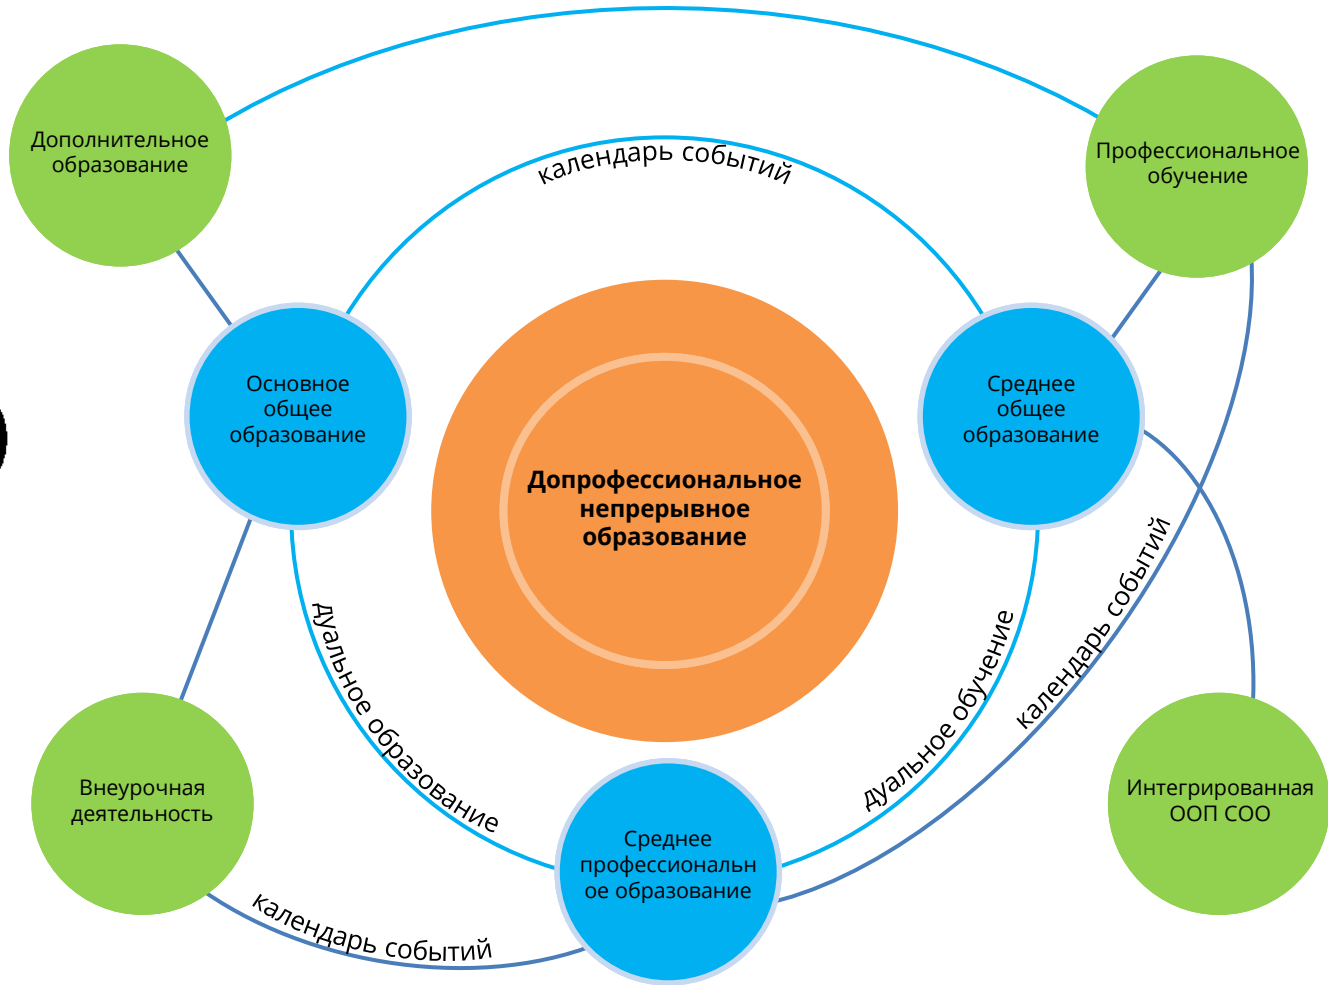 календарь событий
Дополнительное
образование
Профессиональное
обучение
Основное
общее
образование
Среднее
общее
образование
Допрофессиональное
непрерывное
образование
дуальное образование
дуальное обучение
календарь событий
Внеурочная
деятельность
Интегрированная
ООП СОО
Среднее
профессиональн
ое образование
календарь событий